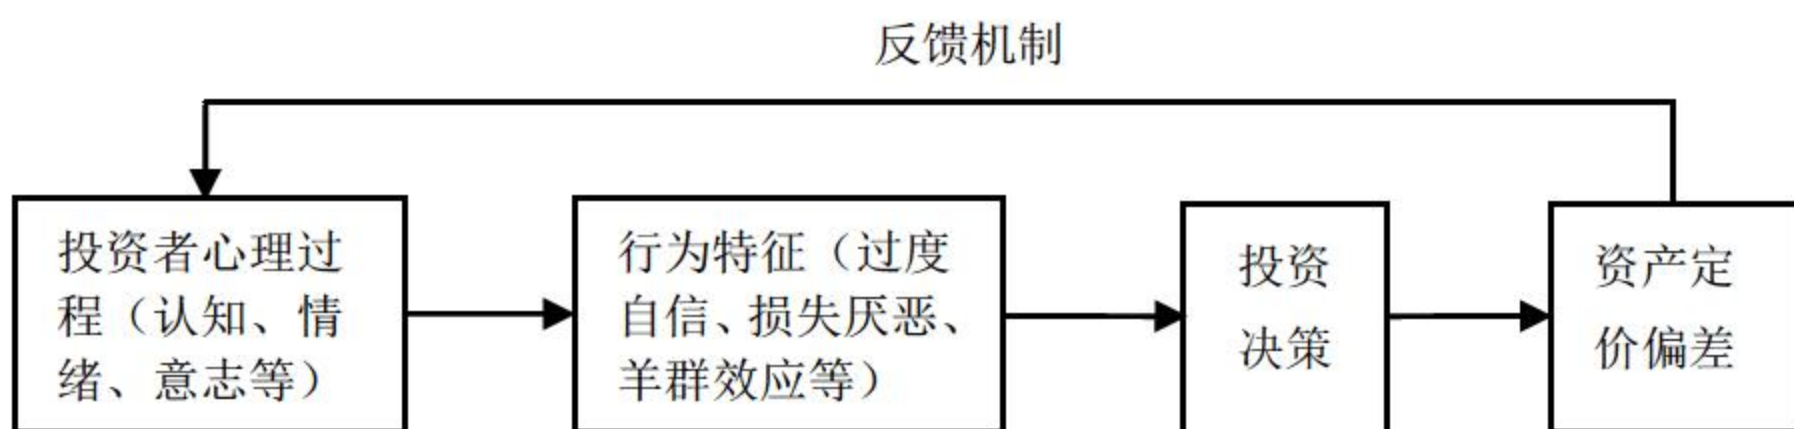 反馈机制
投资者心理过
程（认知、情
绪、意志等）
行为特征（过度
自信、损失厌恶、
羊群效应等）
投资
决策
资产定
价偏差